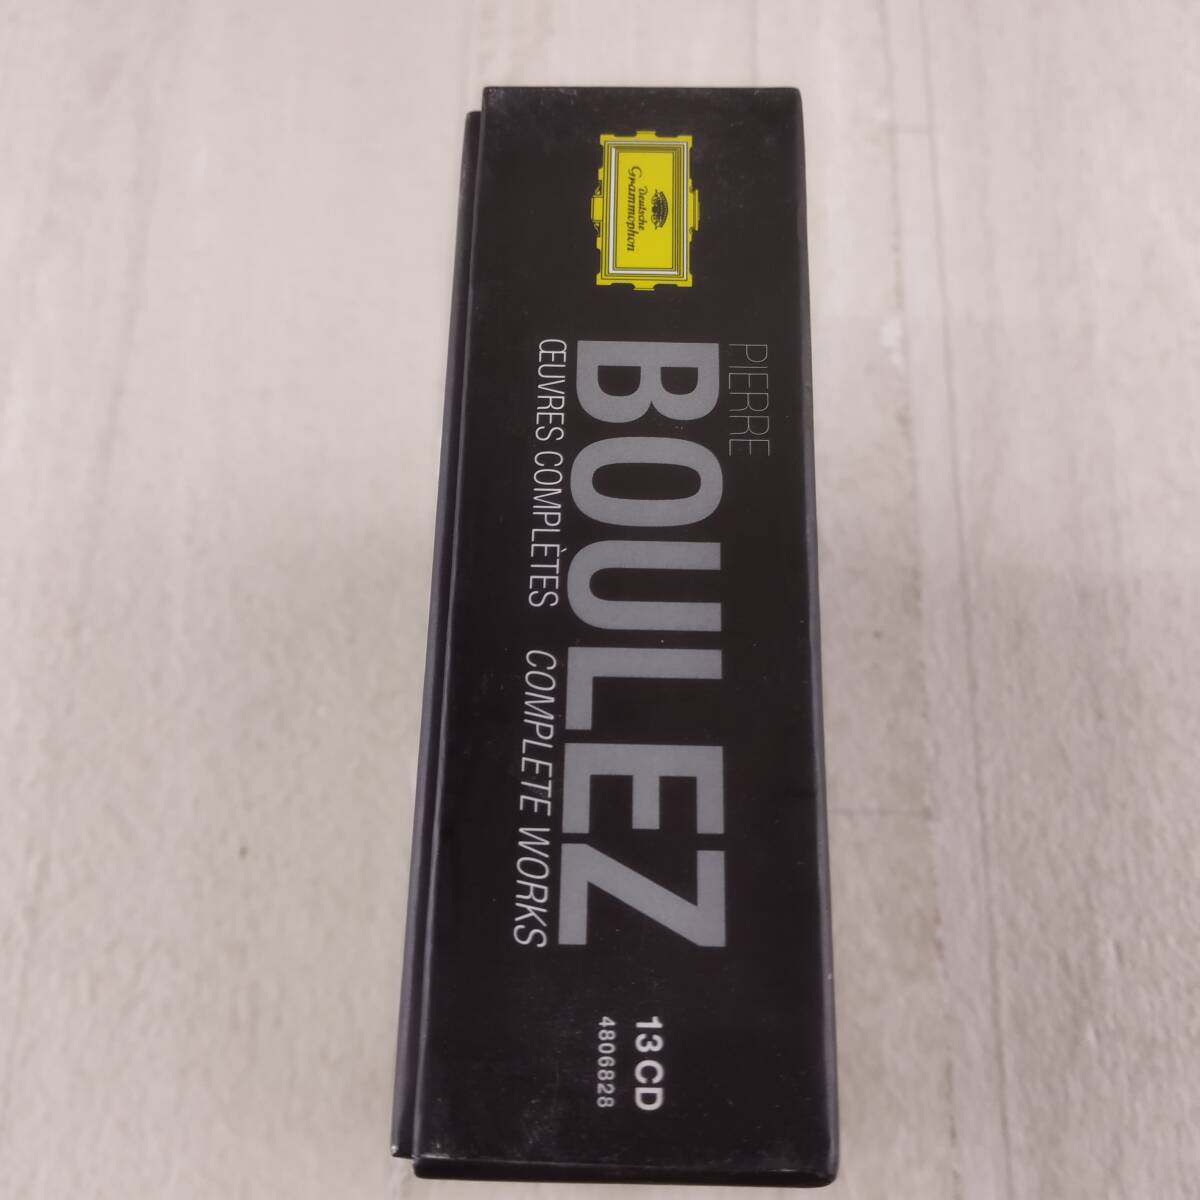 Deutsche
Grammophon
PIERRE
BOULEZ
ŒUVRES COMPLÈTES COMPLETE WORKS
13 CD
4806828